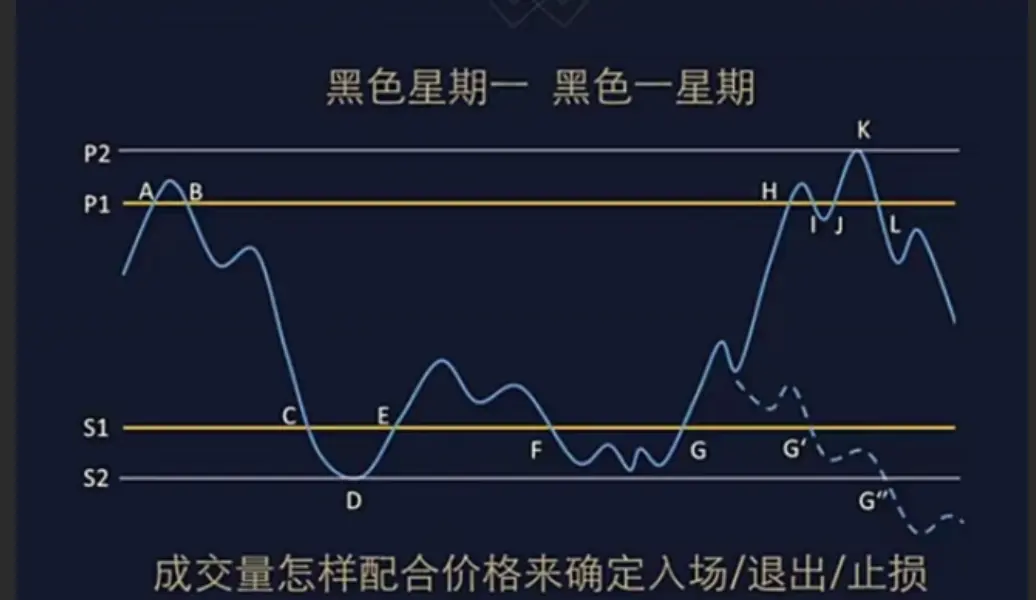 黑色星期一 黑色一星期
K
P2
A B H
P1
I J L
C E
S1
F G G‘
S2
D G”
成交量怎样配合价格来确定入场/退出/止损